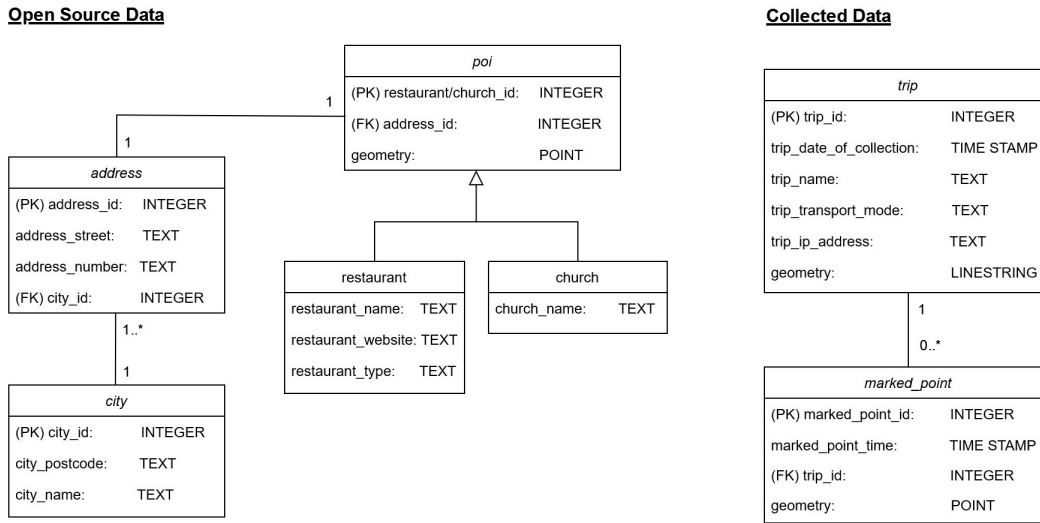 Open Source Data
Collected Data
poi
(PK) restaurant/church_id: INTEGER
(FK) address_id: INTEGER
geometry: POINT
1
1
address
(PK) address_id: INTEGER
address_street: TEXT
address_number: TEXT
(FK) city_id: INTEGER
1..*
1
city
(PK) city_id: INTEGER
city_postcode: TEXT
city_name: TEXT
restaurant
restaurant_name: TEXT
restaurant_website: TEXT
restaurant_type: TEXT
church
church_name: TEXT
trip
(PK) trip_id: INTEGER
trip_date_of_collection: TIME STAMP
trip_name: TEXT
trip_transport_mode: TEXT
trip_ip_address: TEXT
geometry: LINESTRING
1
0..*
marked_point
(PK) marked_point_id: INTEGER
marked_point_time: TIME STAMP
(FK) trip_id: INTEGER
geometry: POINT